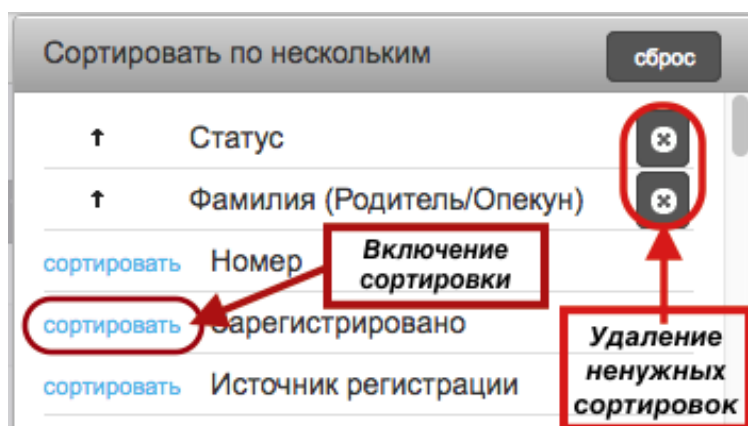 Сортировать по нескольким сброс
Статус
Фамилия (Родитель/Опекун)
сортировать Номер
Включение
сортировки
сортировать Зарегистрировано
Удаление
ненужных
сортировок
сортировать Источник регистрации